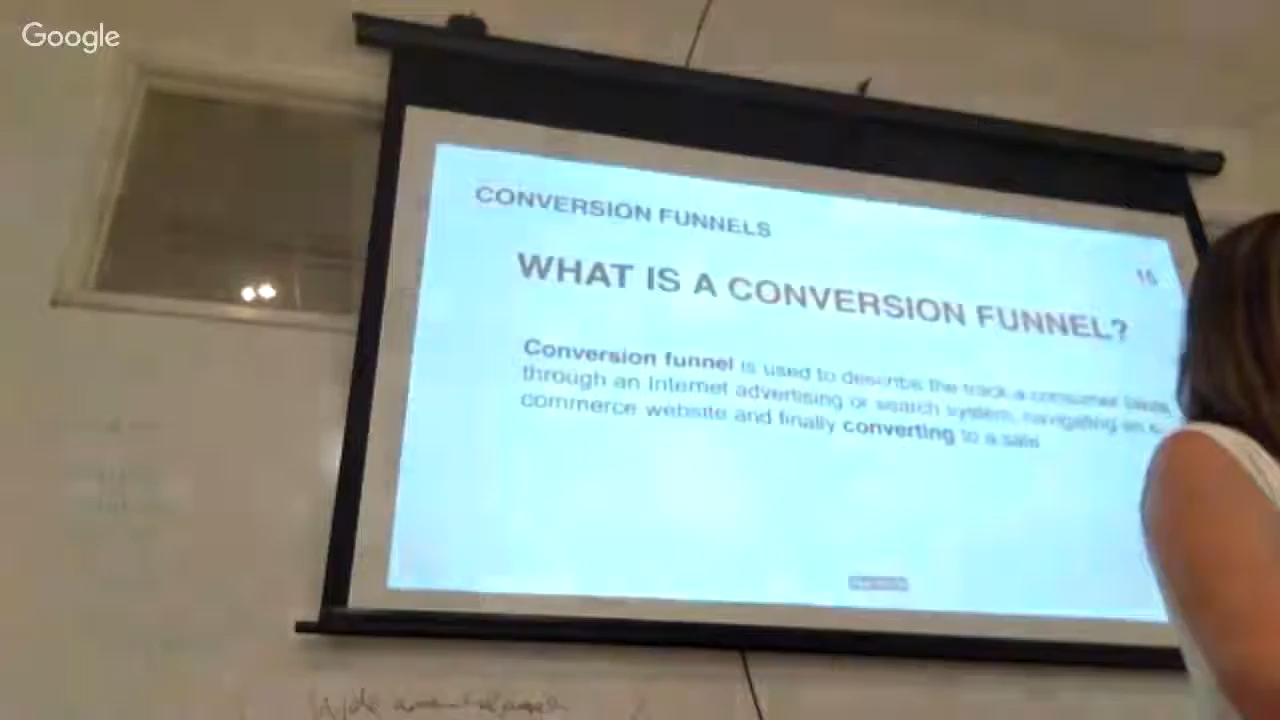 Google
CONVERSION FUNNELS
16
WHAT IS A CONVERSION FUNNEL?
Conversion funnel is used to describe the track a consumer takes
through an Internet advertising or search system, navigating an e-
commerce website and finally converting to a sale